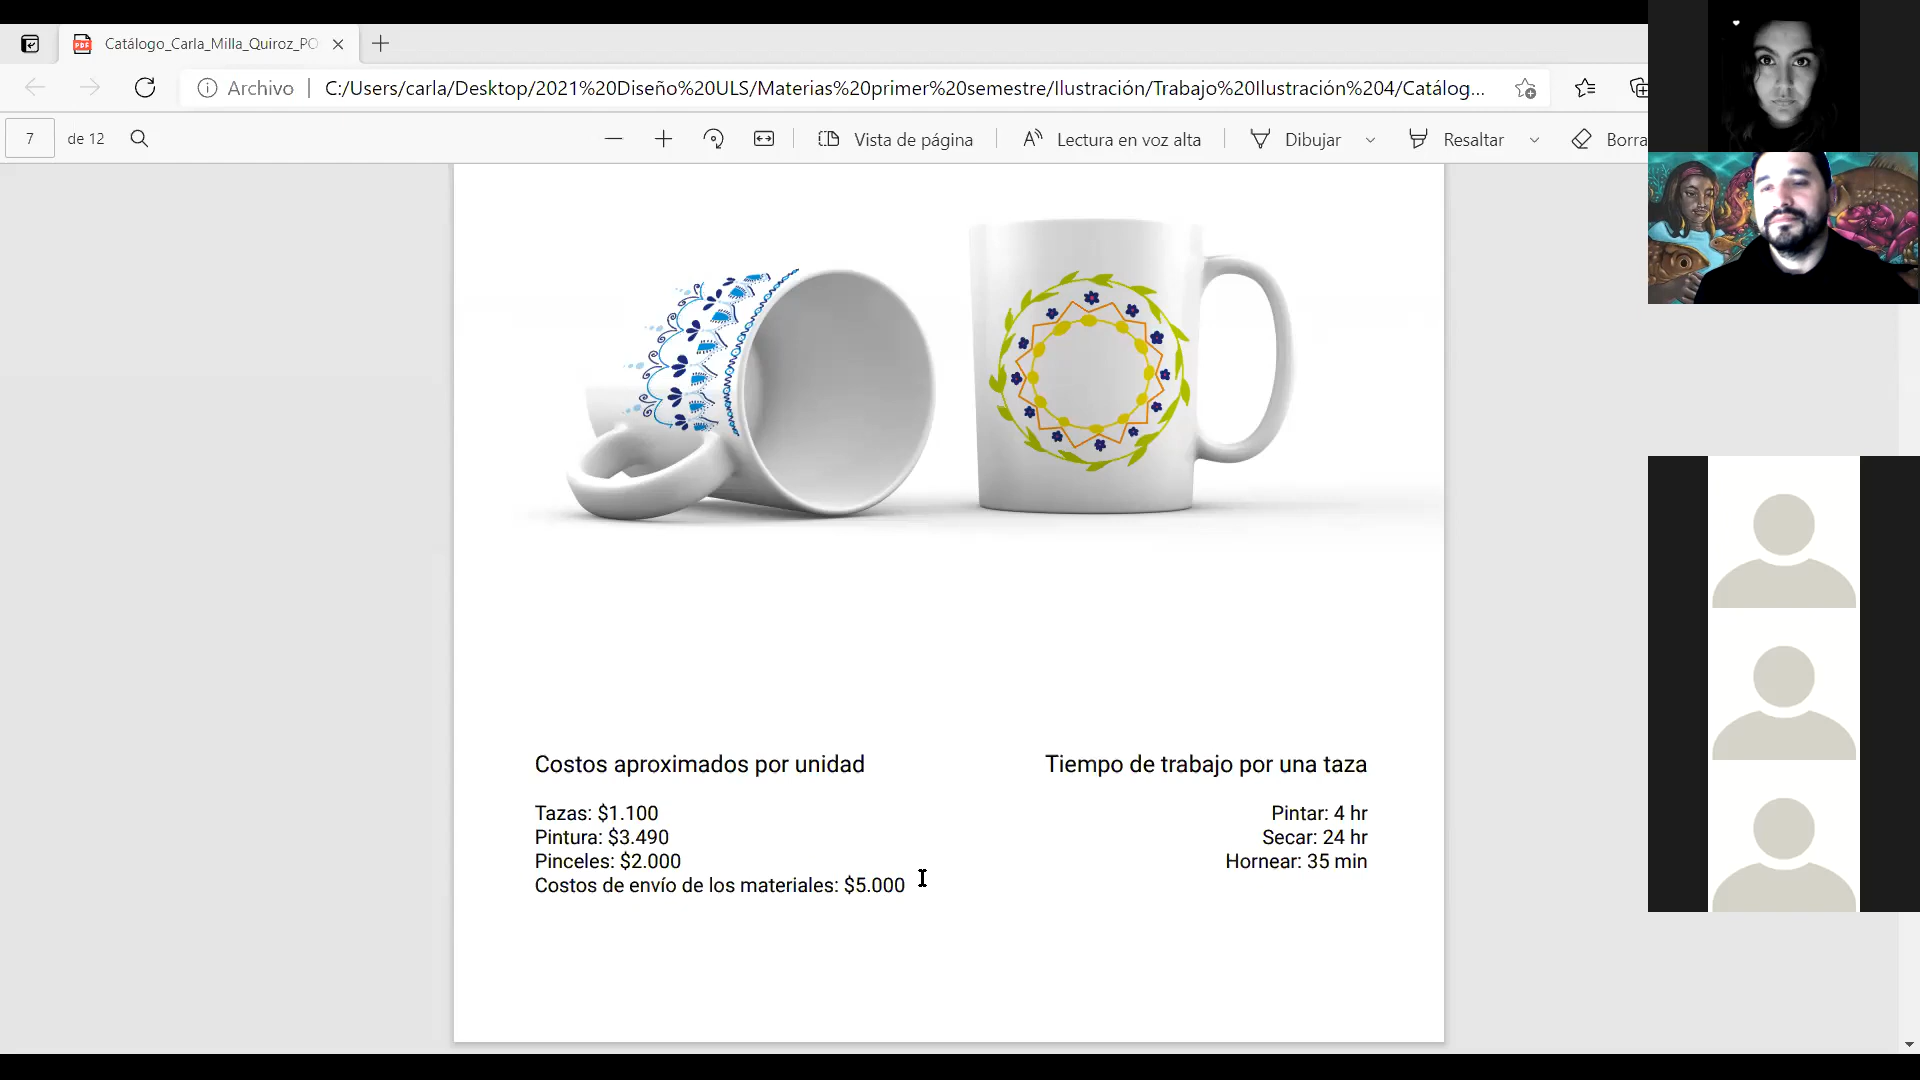 Catálogo_Carla_Milla_Quiroz_PO
Archivo
C:/Users/carla/Desktop/2021%20Diseño%20ULS/Materias%20primer%20semestre/Ilustración/Trabajo%20Ilustración%204/Catálog...
7 de 12
Vista de página
Lectura en voz alta
Dibujar
Resaltar
Borra
Costos aproximados por unidad
Tazas: $1.100
Pintura: $3.490
Pinceles: $2.000
Costos de envío de los materiales: $5.000
Tiempo de trabajo por una taza
Pintar: 4 hr
Secar: 24 hr
Hornear: 35 min